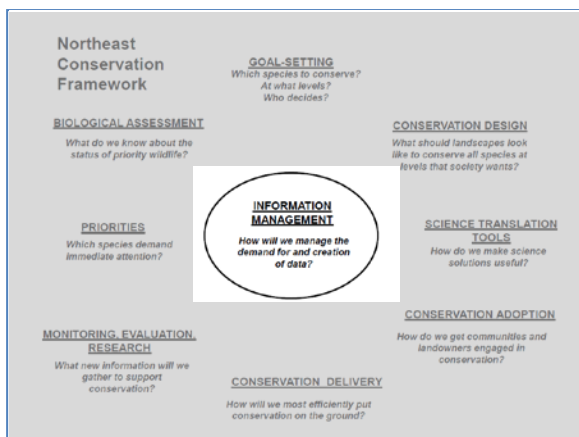 Northeast
Conservation
Framework
GOAL-SETTING
Which species to conserve?
At what levels?
Who decides?
BIOLOGICAL ASSESSMENT
What do we know about the
status of priority wildlife?
CONSERVATION DESIGN
What should landscapes look
like to conserve all species at
levels that society wants?
INFORMATION
MANAGEMENT
How will we manage the
demand for and creation
of data?
PRIORITIES
Which species demand
immediate attention?
SCIENCE TRANSLATION
TOOLS
How do we make science
solutions useful?
MONITORING, EVALUATION,
RESEARCH
What new information will we
gather to support
conservation?
CONSERVATION ADOPTION
How do we get communities and
landowners engaged in
conservation?
CONSERVATION DELIVERY
How will we most efficiently put
conservation on the ground?